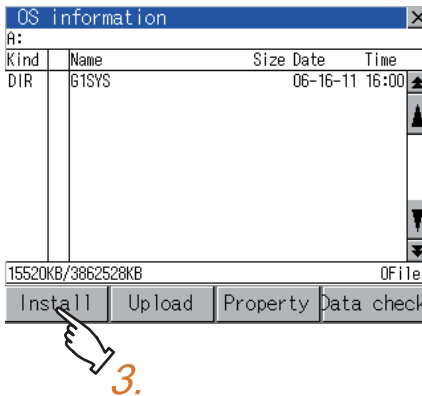 OS information
A:
Kind Name Size Date Time
DIR G1SYS 06-16-11 16:00
15520KB/3862528KB 0File
Install Upload Property Data check
3.